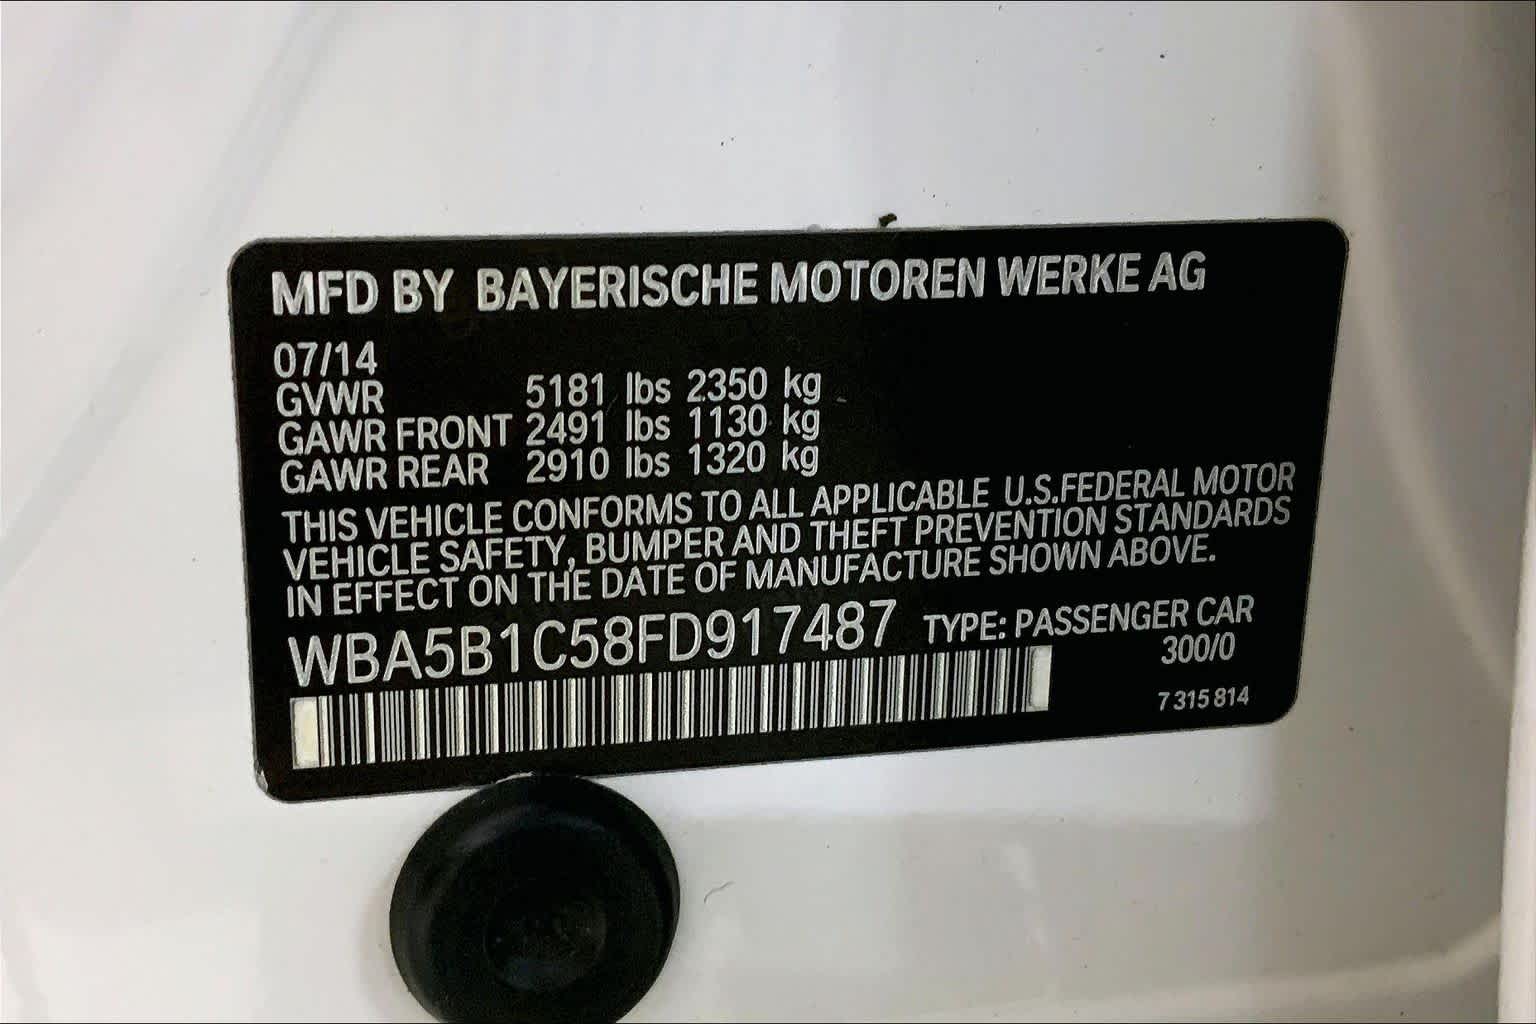 MFD BY BAYERISCHE MOTOREN WERKE AG
07/14
GVWR 5181 lbs 2350 kg
GAWR FRONT 2491 lbs 1130 kg
GAWR REAR 2910 lbs 1320 kg
THIS VEHICLE CONFORMS TO ALL APPLICABLE U.S.FEDERAL MOTOR
VEHICLE SAFETY, BUMPER AND THEFT PREVENTION STANDARDS
IN EFFECT ON THE DATE OF MANUFACTURE SHOWN ABOVE.
WBA5B1C58FD917487 TYPE: PASSENGER CAR
300/0
7 315 814